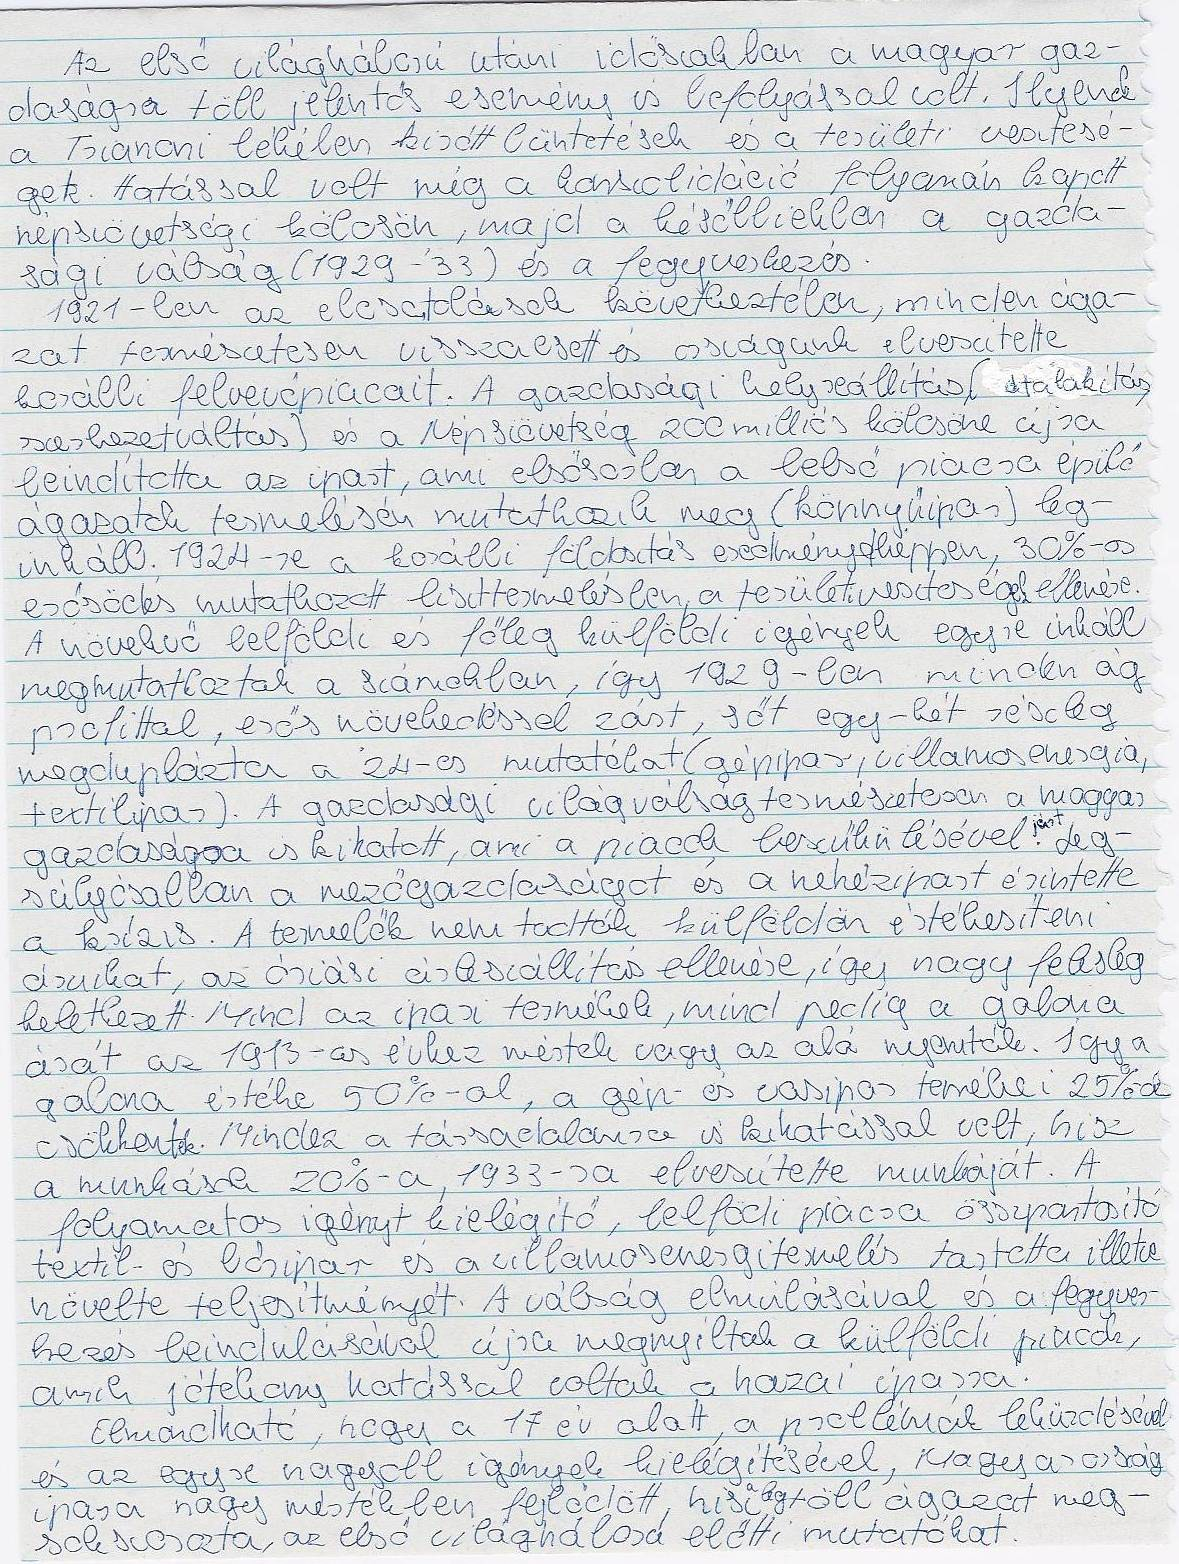 Az első világháború utáni időszakban a magyar gaz-
daságra több jelentős esemény is befolyással volt. Ilyenek
a Trianoni békében kirótt büntetések és a területi vesztesé-
gek. Hatással volt még a konszolidáció folyamán kapott
népszövetségi kölcsön, majd a későbbiekben a gazda-
sági válság (1929-'33) és a fegyverkezés.
1921-ben az elcsatolások következtében, minden ága-
zat természetesen visszaesett és országunk elveszítette
korábbi felvevőpiacait. A gazdasági helyreállítás, (átalakítás,
szerkezetváltás) és a Népszövetség 200 milliós kölcsöne újra
beindította az ipart, ami elsősorban a belső piacra épülő
ágazatok termelésén mutatkozik meg (könnyűipar) leg-
inkább. 1924-re a korábbi földosztás eredményeképpen, 30%-os
erősödés mutatkozott liszttermelésben, a területveszteségek ellenére.
A növekvő belföldi és főleg külföldi igények egyre inkább
megmutatkoztak a számokban, így 1929-ben minden ág
profittal, erős növekedéssel zárt, sőt egy-két részleg
megduplázta a 24-es mutatókat (gépipar, villamosenergia,
textilipar). A gazdasági világválság természetesen a magyar
gazdaságra is kihatott, ami a piacok beszűkülésével járt. Leg-
súlyosabban a mezőgazdaságot és a nehézipart érintette
a krízis. A termelők nem tudták külföldön értékesíteni
áruikat, az óriási árleszállítás ellenére, így nagy felesleg
keletkezett. Mind az ipari termékek, mind pedig a gabona
árát az 1913-as évhez mérték vagy az alá nyomták. Így a
gabona értéke 50%-al, a gép- és vasipar temékei 25%-al
csökkentek. Mindez a társadalomra is kihatással volt, hisz
a munkások 20%-a, 1933-ra elveszítette munkáját. A
folyamatos igényt kielégítő, belfödi piacra összpontosító
textil- és bőripar és a villamosenergitermelés tartotta illetve
növelte teljesítményét. A válság elmúlásával és a fegyver-
kezés beindulásával újra megnyíltak a külföldi piacok,
amik jótékony hatással voltak a hazai iparra.
Elmondható, hogy a 17 év alatt, a problémák leküzdésével
és az egyre nagyobb igények kielégítésével, Magyarország
ipara nagy mértékben fejlődött, hisz a legtöbb ágazat meg-
sokszorozta, az első világháború előtti mutatókat.